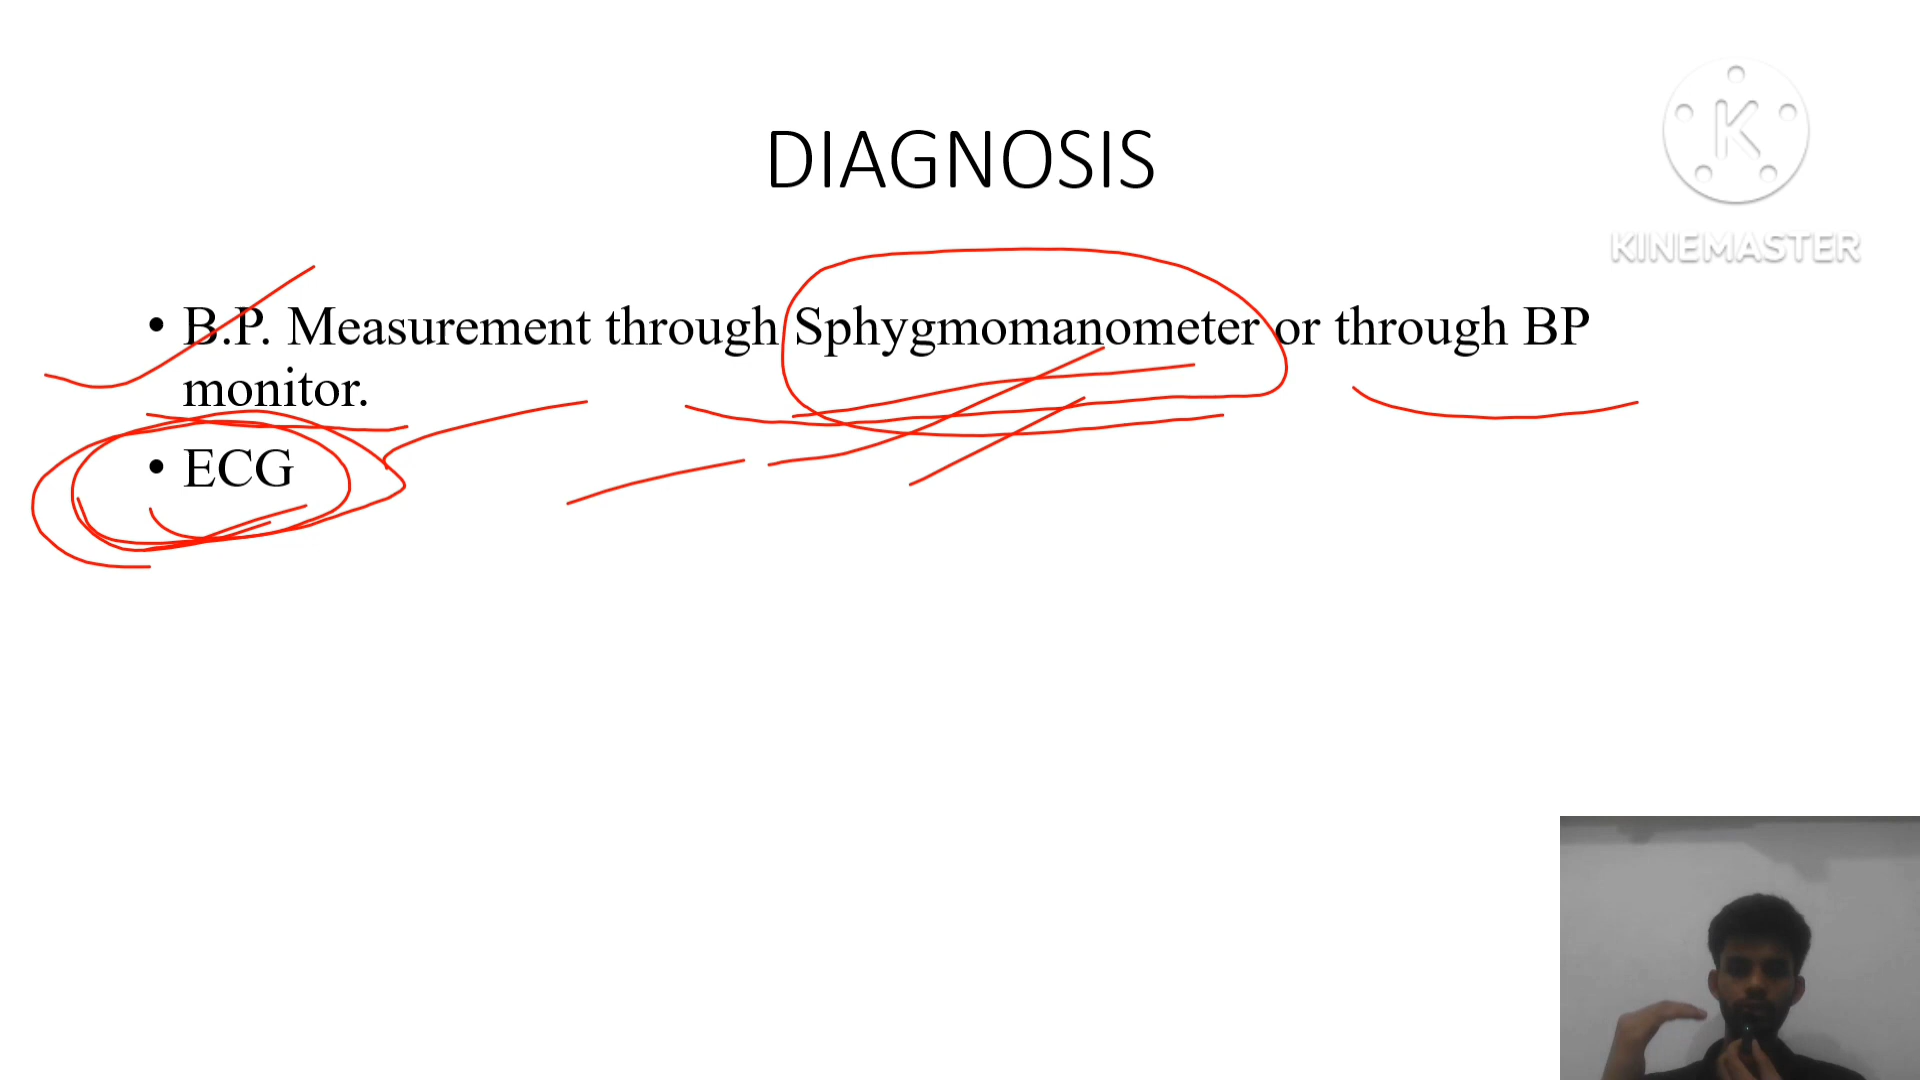 DIAGNOSIS
K
KINEMASTER
• B.P. Measurement through Sphygmomanometer or through BP
monitor.
• ECG